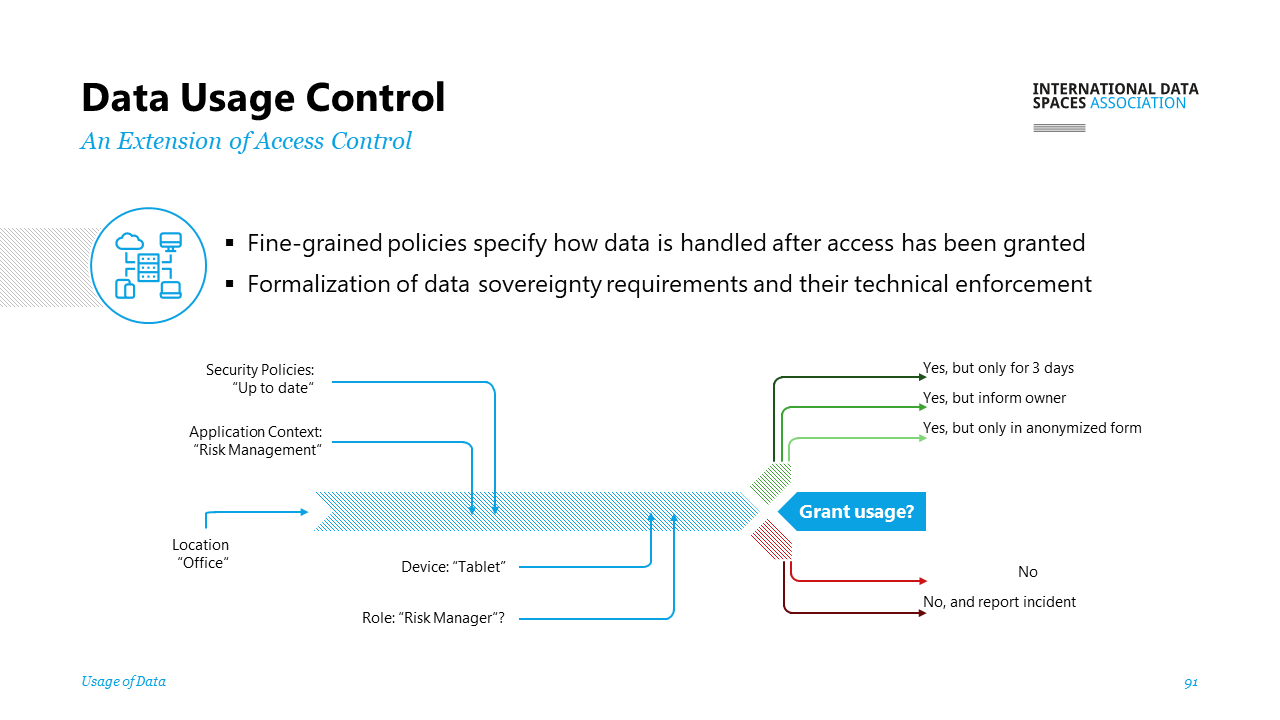 Data Usage Control
An Extension of Access Control
INTERNATIONAL DATA
SPACES ASSOCIATION
▪ Fine-grained policies specify how data is handled after access has been granted
▪ Formalization of data sovereignty requirements and their technical enforcement
Security Policies:
“Up to date“
Application Context:
“Risk Management“
Location
“Office“
Device: “Tablet”
Role: “Risk Manager“?
Yes, but only for 3 days
Yes, but inform owner
Yes, but only in anonymized form
Grant usage?
No
No, and report incident
Usage of Data
91